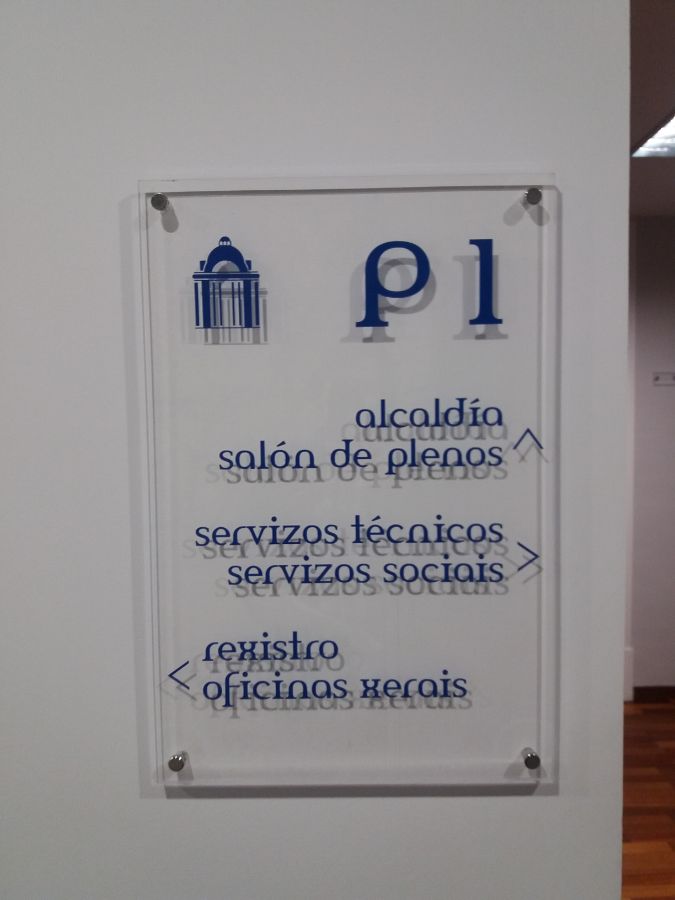 P1
alcaldía
salón de plenos
servizos técnicos
servizos sociais
rexistro
oficinas xerais